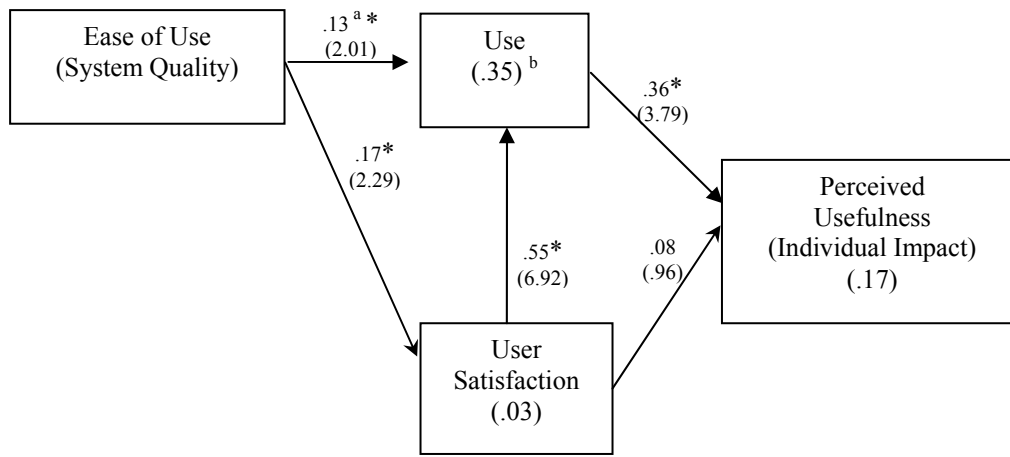 Ease of Use
(System Quality)
.13 a *
(2.01)
Use
(.35) b
.36*
(3.79)
.17*
(2.29)
Perceived
Usefulness
(Individual Impact)
(.17)
.55*
(6.92)
.08
(.96)
User
Satisfaction
(.03)